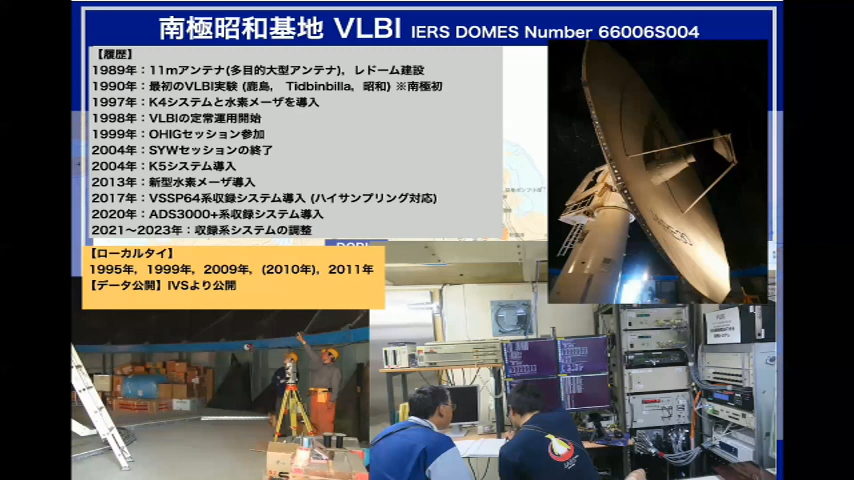 南極昭和基地 VLBI IERS DOMES Number 66006S004
【履歴】
1989年：11mアンテナ(多目的大型アンテナ)，レドーム建設
1990年：最初のVLBI実験 (鹿島， Tidbinbilla，昭和) ※南極初
1997年：K4システムと水素メーザを導入
1998年：VLBIの定常運用開始
1999年：OHIGセッション参加
2004年：SYWセッションの終了
2004年：K5システム導入
2013年：新型水素メーザ導入
2017年：VSSP64系収録システム導入 (ハイサンプリング対応)
2020年：ADS3000+系収録システム導入
2021〜2023年：収録系システムの調整
【ローカルタイ】
1995年，1999年，2009年，(2010年)，2011年
【データ公開】IVSより公開